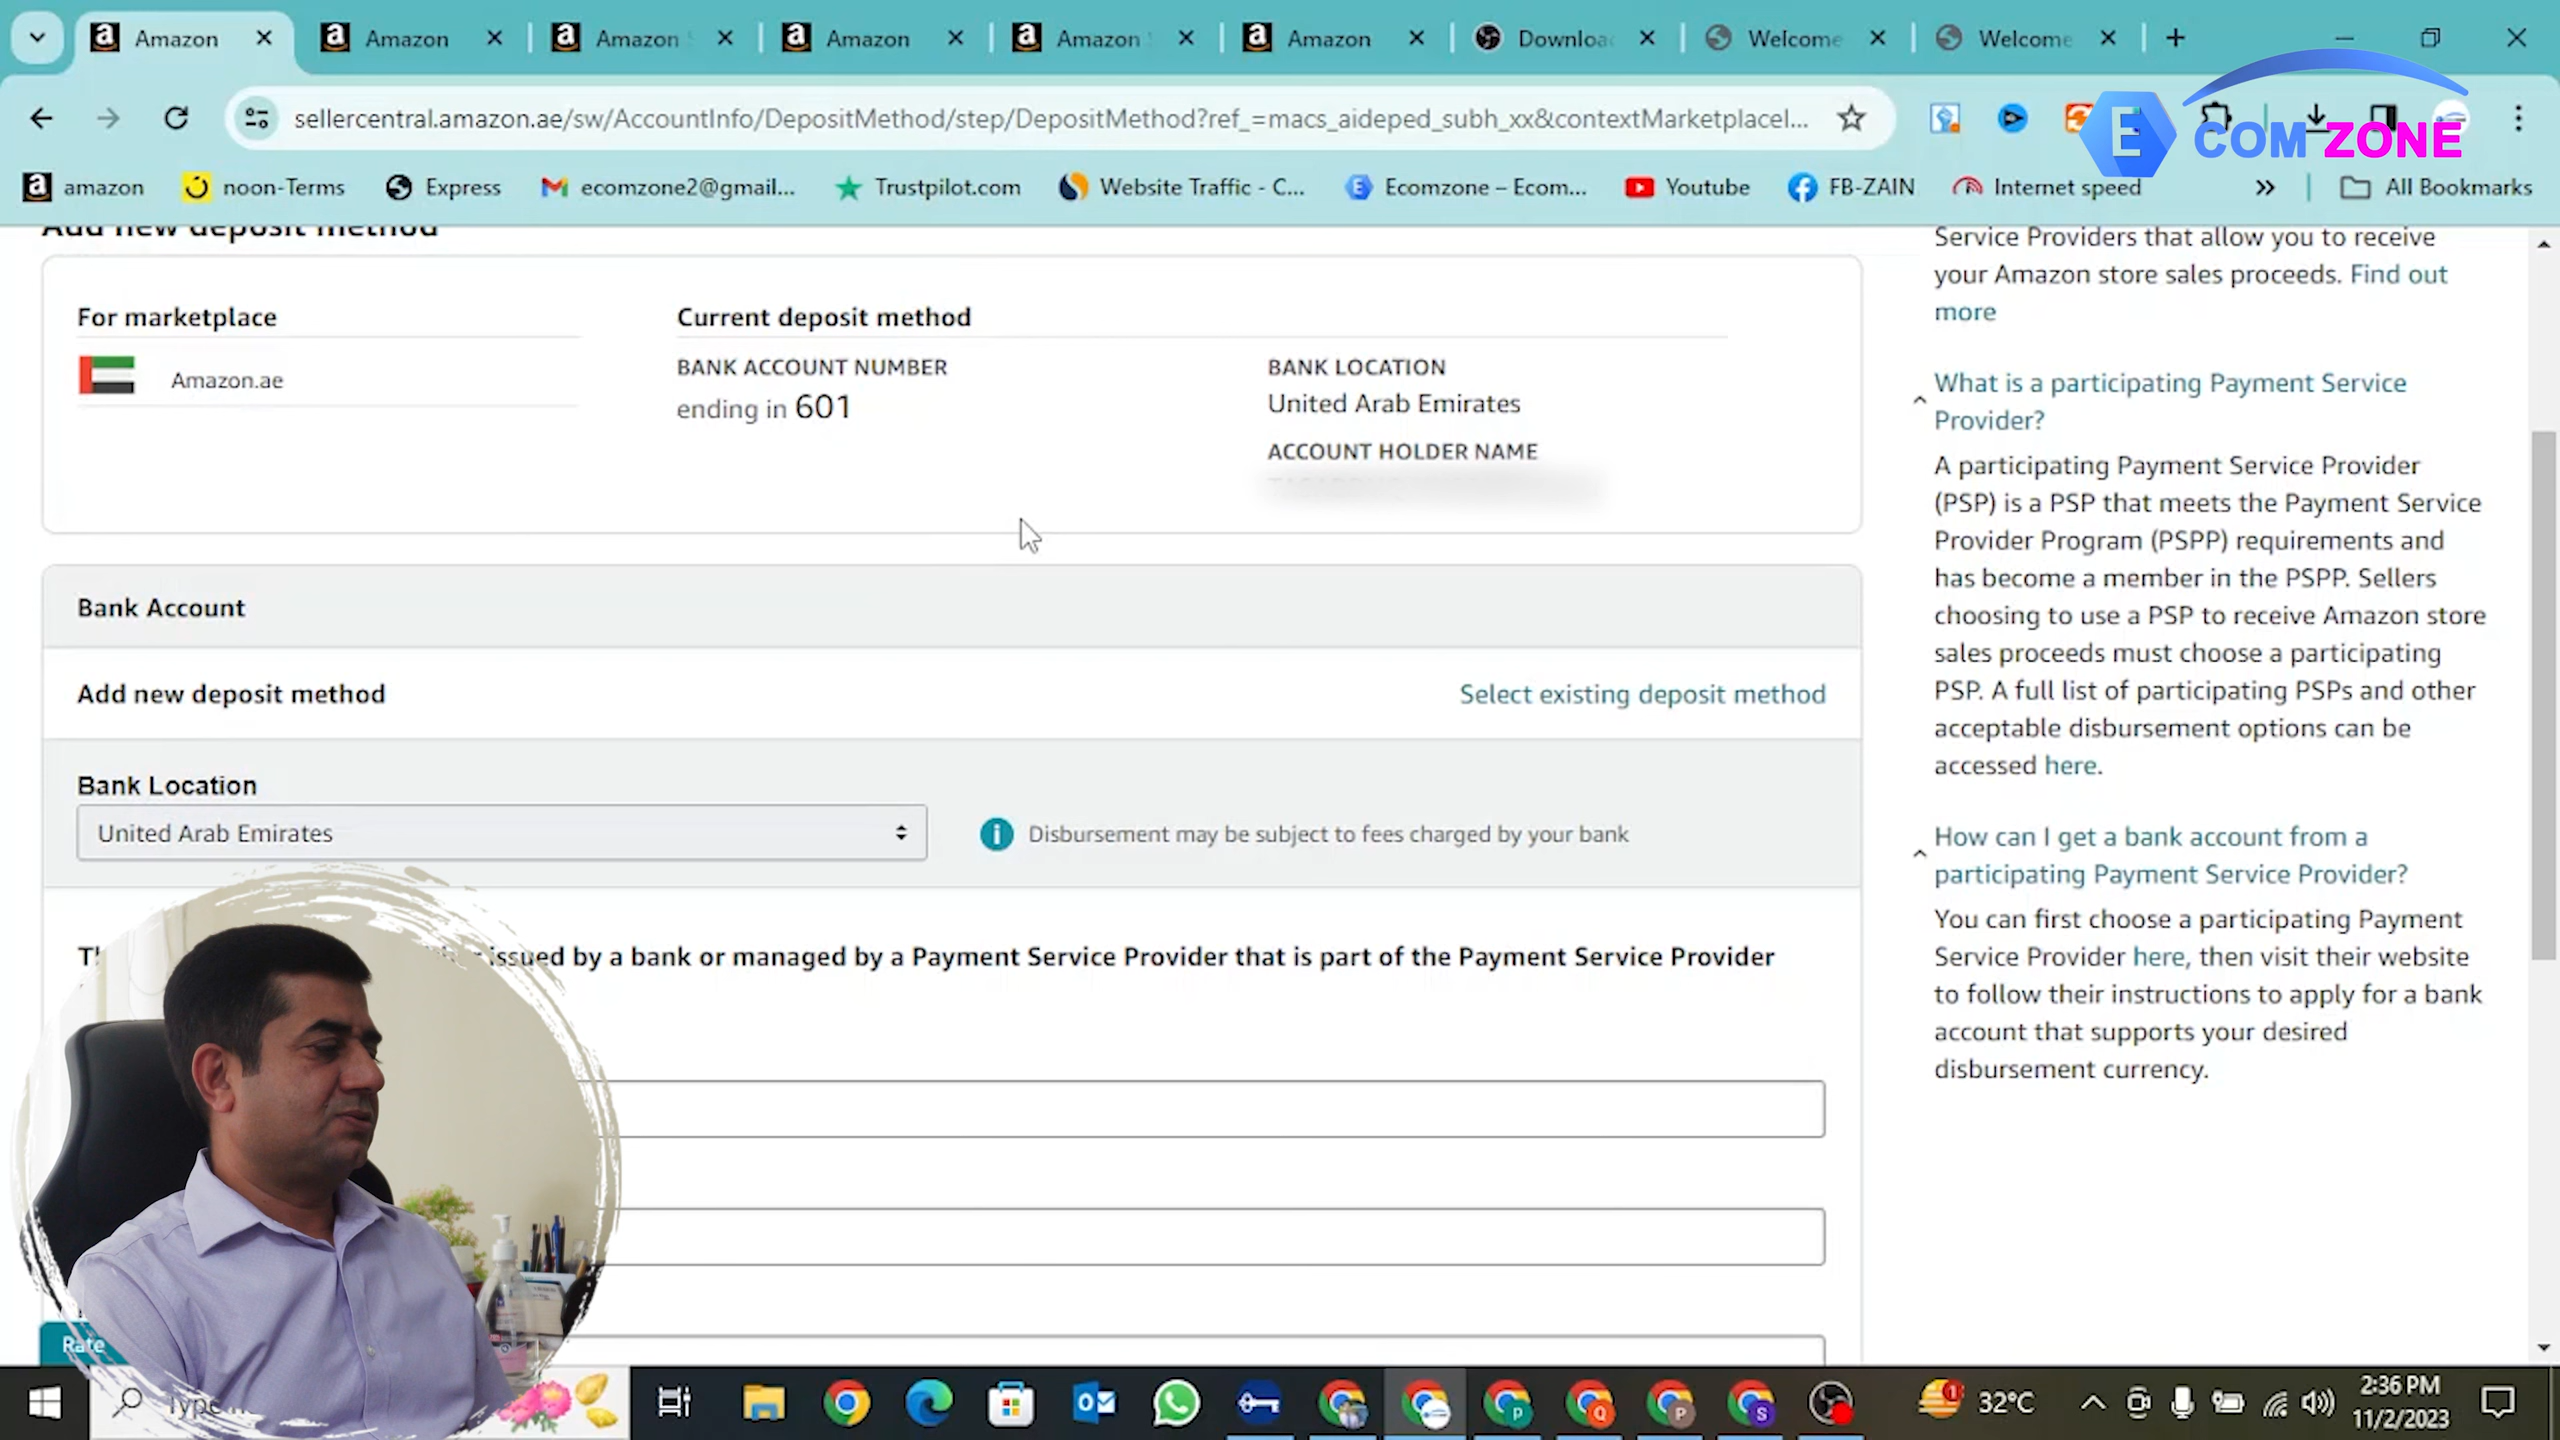 Amazon
Amazon
Amazon
Amazon
Amazon
Amazon
Downloa
Welcome
Welcome
sellercentral.amazon.ae/sw/AccountInfo/DepositMethod/step/DepositMethod?ref_=macs_aideped_subh_xx&contextMarketplacel...
E COM ZONE
amazon
noon-Terms
Express
ecomzone2@gmail...
Trustpilot.com
Website Traffic - C...
Ecomzone – Ecom...
Youtube
FB-ZAIN
Internet speed
All Bookmarks
Add new deposit method
For marketplace
Amazon.ae
Current deposit method
BANK ACCOUNT NUMBER
ending in 601
BANK LOCATION
United Arab Emirates
ACCOUNT HOLDER NAME
Bank Account
Add new deposit method
Select existing deposit method
Bank Location
United Arab Emirates
Disbursement may be subject to fees charged by your bank
issued by a bank or managed by a Payment Service Provider that is part of the Payment Service Provider
Rate
Service Providers that allow you to receive
your Amazon store sales proceeds. Find out
more
What is a participating Payment Service
Provider?
A participating Payment Service Provider
(PSP) is a PSP that meets the Payment Service
Provider Program (PSPP) requirements and
has become a member in the PSPP. Sellers
choosing to use a PSP to receive Amazon store
sales proceeds must choose a participating
PSP. A full list of participating PSPs and other
acceptable disbursement options can be
accessed here.
How can I get a bank account from a
participating Payment Service Provider?
You can first choose a participating Payment
Service Provider here, then visit their website
to follow their instructions to apply for a bank
account that supports your desired
disbursement currency.
Type
32°C
2:36 PM
11/2/2023